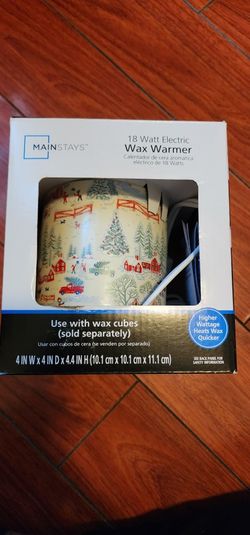 MAINSTAYS™
18 Watt Electric
Wax Warmer
Calentador de cera aromática
eléctrico de 18 Watts
Use with wax cubes
(sold separately)
Usan con cubos de cera (se venden por separado)
4 IN W x 4 IN D x 4.4 IN H (10.1 cm x 10.1 cm x 11.1 cm)
Higher
Wattage
Heats Wax
Quicker
SEE BACK PANEL FOR
SAFETY INFORMATION